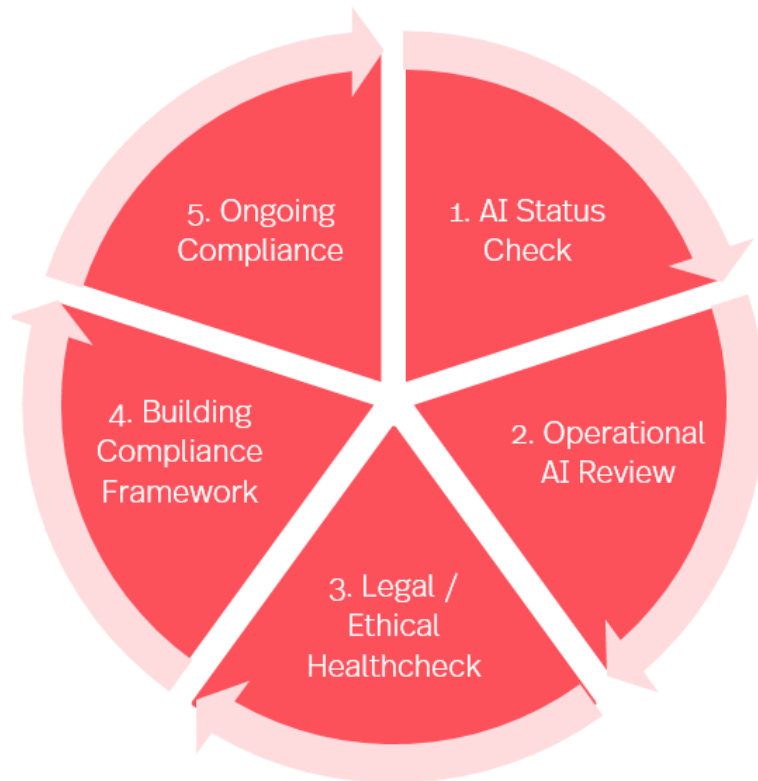 1. AI Status
Check
2. Operational
AI Review
3. Legal /
Ethical
Healthcheck
4. Building
Compliance
Framework
5. Ongoing
Compliance